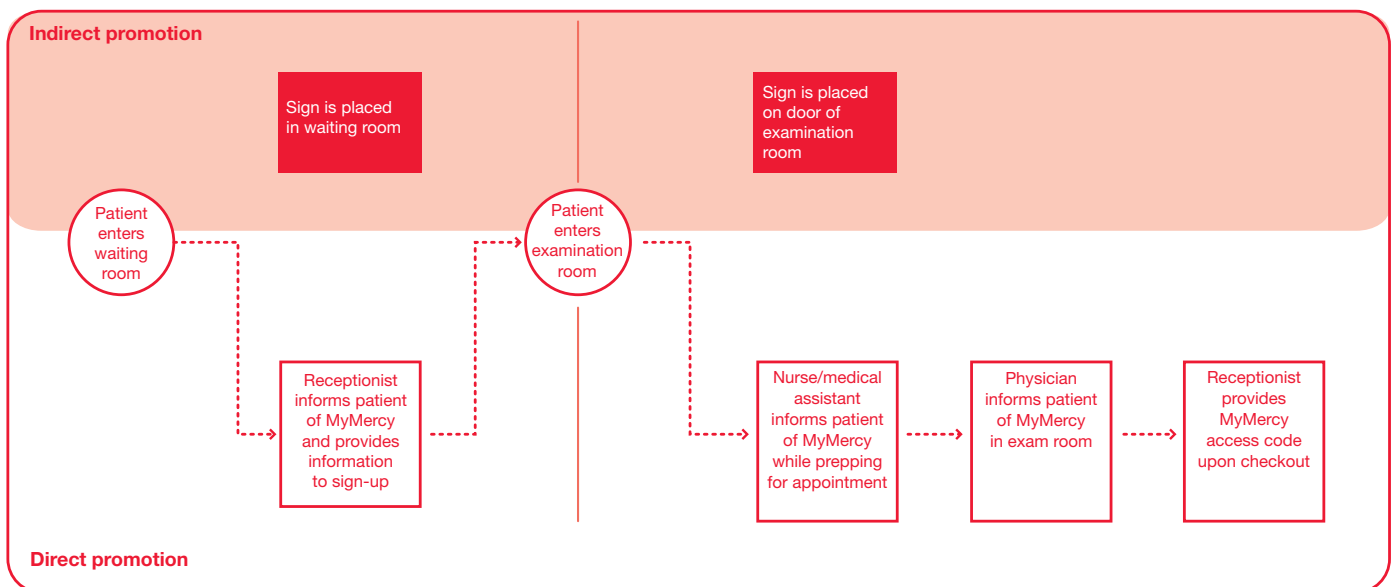 Indirect promotion
Sign is placed
in waiting room
Sign is placed
on door of
examination
room
Patient
enters
waiting
room
Patient
enters
examination
room
Receptionist
informs patient
of MyMercy
and provides
information
to sign-up
Nurse/medical
assistant
informs patient
of MyMercy
while prepping
for appointment
Physician
informs patient
of MyMercy
in exam room
Receptionist
provides
MyMercy
access code
upon checkout
Direct promotion